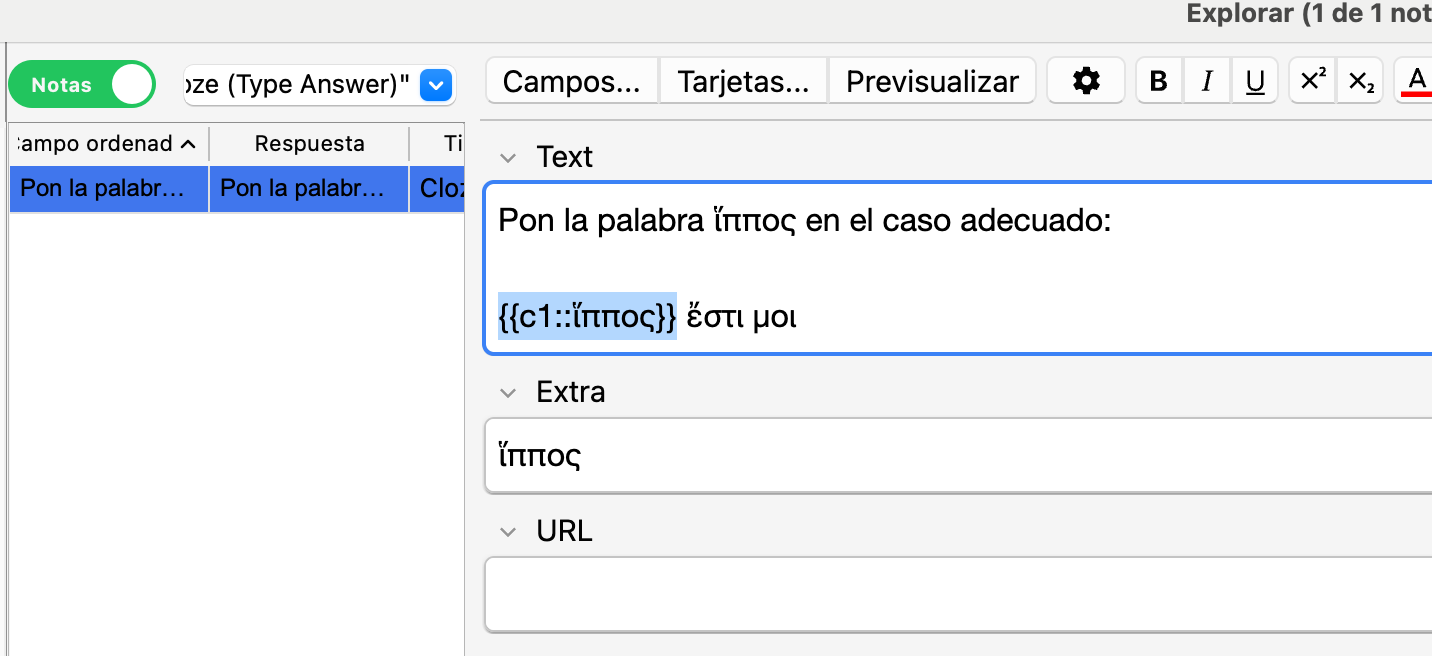 Explorar (1 de 1 not
Notas
oze (Type Answer)"
Campos...
Tarjetas...
Previsualizar
B
I
U
x²
x₂
A
ampo ordenad
Respuesta
Ti
Pon la palabr...
Pon la palabr...
Cloz
Text
Pon la palabra ἵππος en el caso adecuado:
{{c1::ἵππος}} ἔστι μοι
Extra
ἵππος
URL